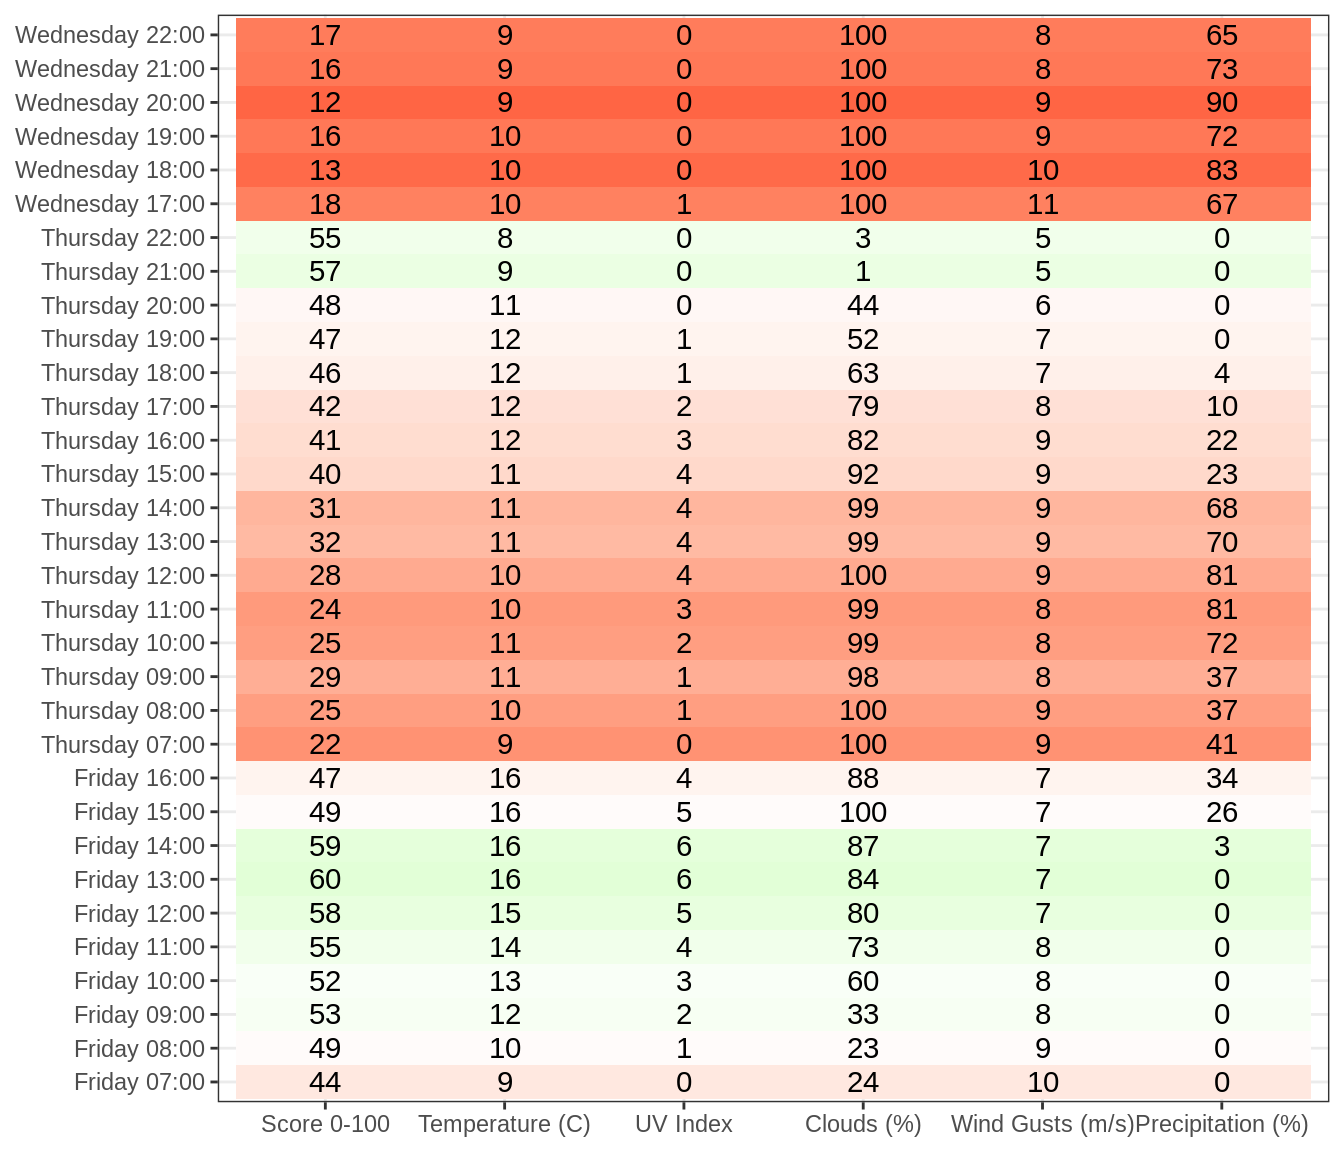 Wednesday 22:00 17 9 0 100 8 65
Wednesday 21:00 16 9 0 100 8 73
Wednesday 20:00 12 9 0 100 9 90
Wednesday 19:00 16 10 0 100 9 72
Wednesday 18:00 13 10 0 100 10 83
Wednesday 17:00 18 10 1 100 11 67
Thursday 22:00 55 8 0 3 5 0
Thursday 21:00 57 9 0 1 5 0
Thursday 20:00 48 11 0 44 6 0
Thursday 19:00 47 12 1 52 7 0
Thursday 18:00 46 12 1 63 7 4
Thursday 17:00 42 12 2 79 8 10
Thursday 16:00 41 12 3 82 9 22
Thursday 15:00 40 11 4 92 9 23
Thursday 14:00 31 11 4 99 9 68
Thursday 13:00 32 11 4 99 9 70
Thursday 12:00 28 10 4 100 9 81
Thursday 11:00 24 10 3 99 8 81
Thursday 10:00 25 11 2 99 8 72
Thursday 09:00 29 11 1 98 8 37
Thursday 08:00 25 10 1 100 9 37
Thursday 07:00 22 9 0 100 9 41
Friday 16:00 47 16 4 88 7 34
Friday 15:00 49 16 5 100 7 26
Friday 14:00 59 16 6 87 7 3
Friday 13:00 60 16 6 84 7 0
Friday 12:00 58 15 5 80 7 0
Friday 11:00 55 14 4 73 8 0
Friday 10:00 52 13 3 60 8 0
Friday 09:00 53 12 2 33 8 0
Friday 08:00 49 10 1 23 9 0
Friday 07:00 44 9 0 24 10 0
Score 0-100 Temperature (C) UV Index Clouds (%) Wind Gusts (m/s) Precipitation (%)